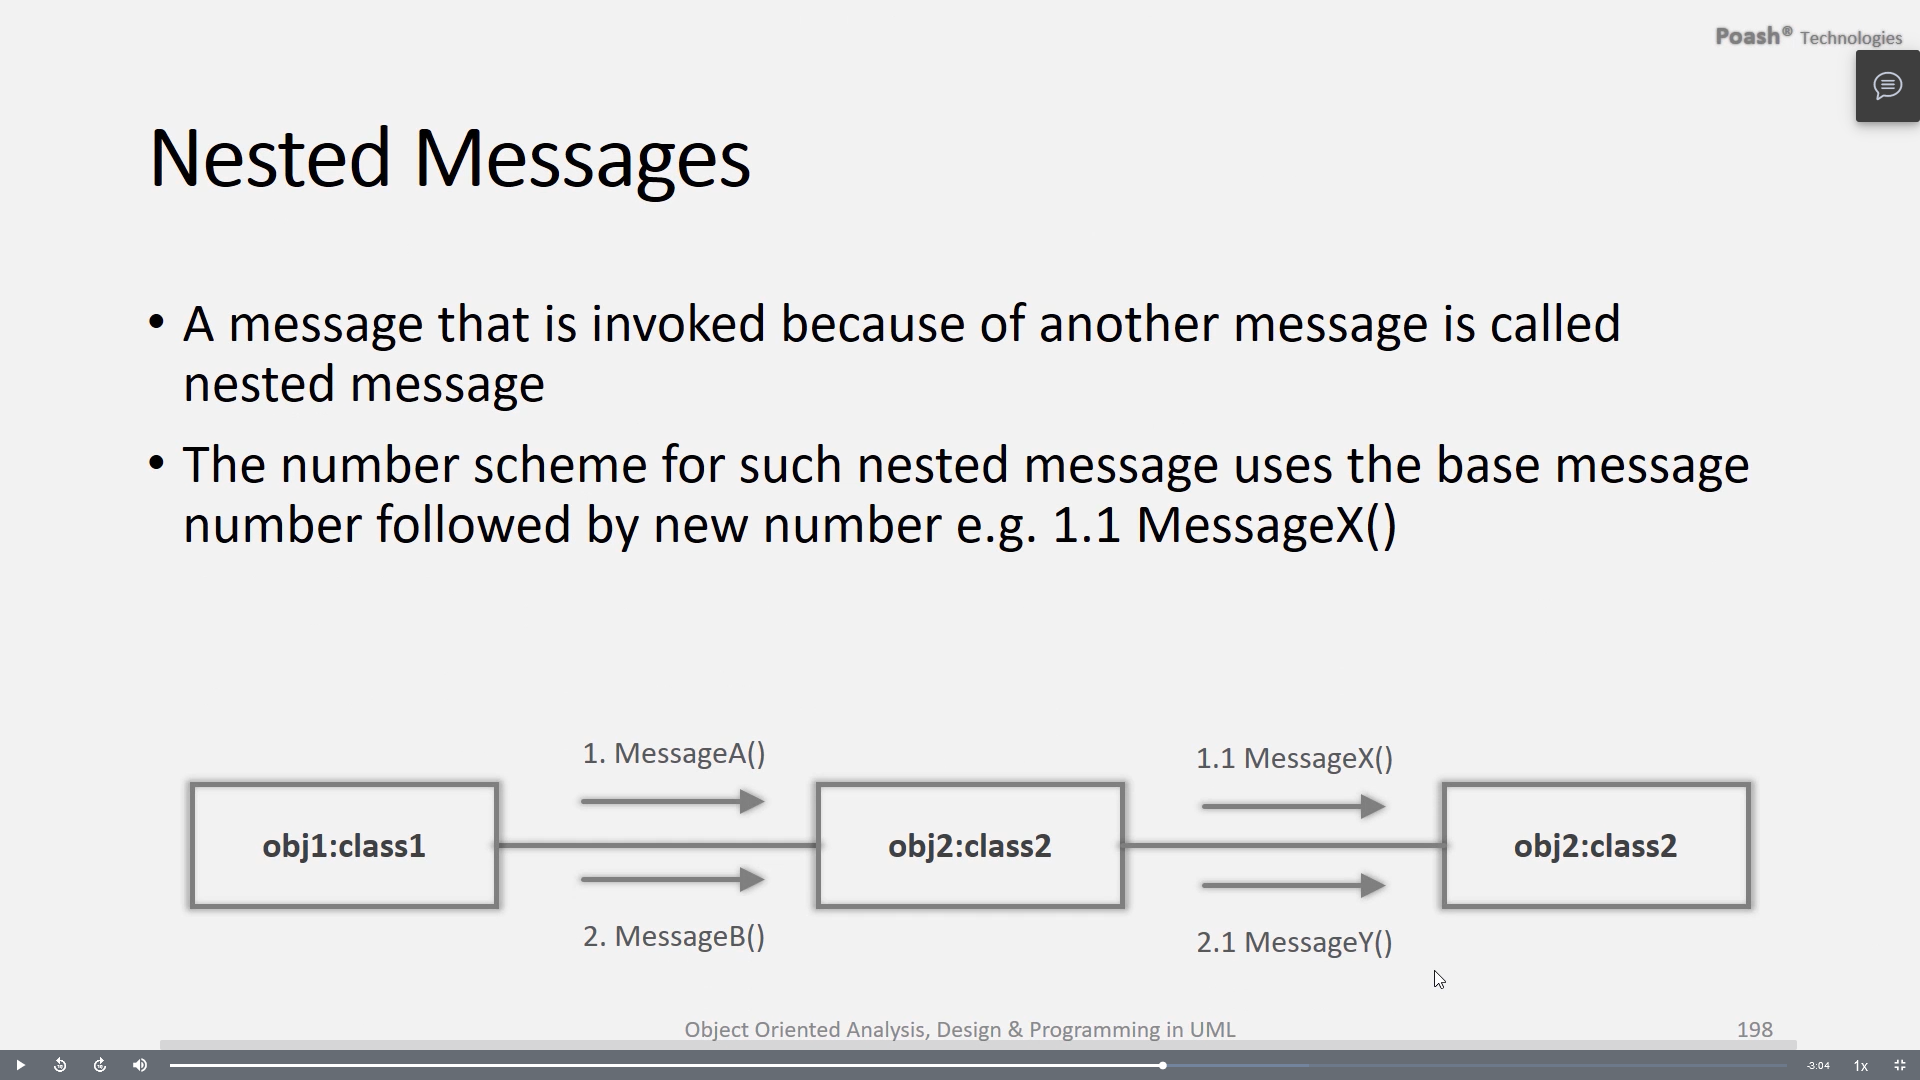 Poash® Technologies
Nested Messages
• A message that is invoked because of another message is called
nested message
• The number scheme for such nested message uses the base message
number followed by new number e.g. 1.1 MessageX()
1. MessageA()
1.1 MessageX()
obj1:class1
obj2:class2
obj2:class2
2. MessageB()
2.1 MessageY()
Object Oriented Analysis, Design & Programming in UML
198
-3:04
1x